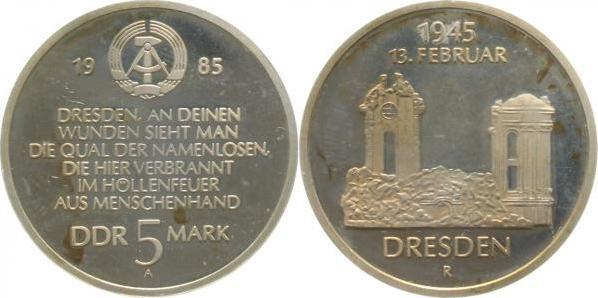 19 85
DRESDEN, AN DEINEN
WUNDEN SIEHT MAN
DIE QUAL DER NAMENLOSEN,
DIE HIER VERBRANNT
IM HÖLLENFEUER
AUS MENSCHENHAND
DDR 5 MARK
A
1945
13. FEBRUAR
DRESDEN
R